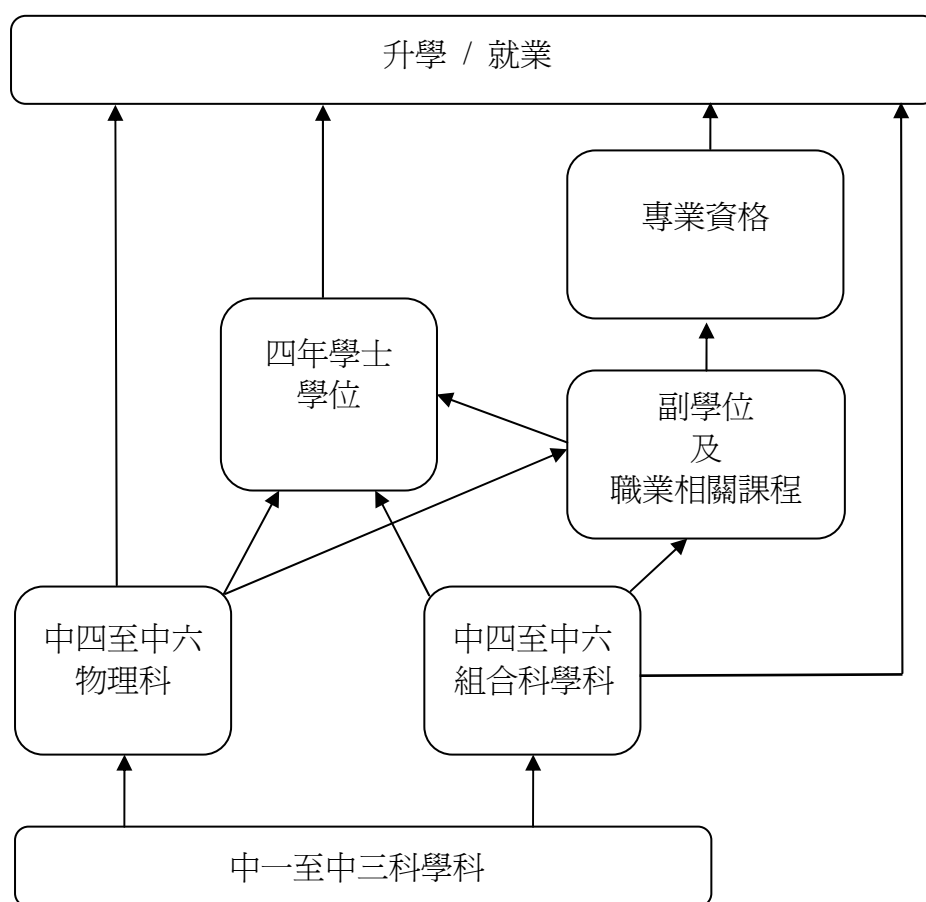 升學 / 就業
專業資格
四年學士
學位
副學位
及
職業相關課程
中四至中六
物理科
中四至中六
組合科學科
中一至中三科學科